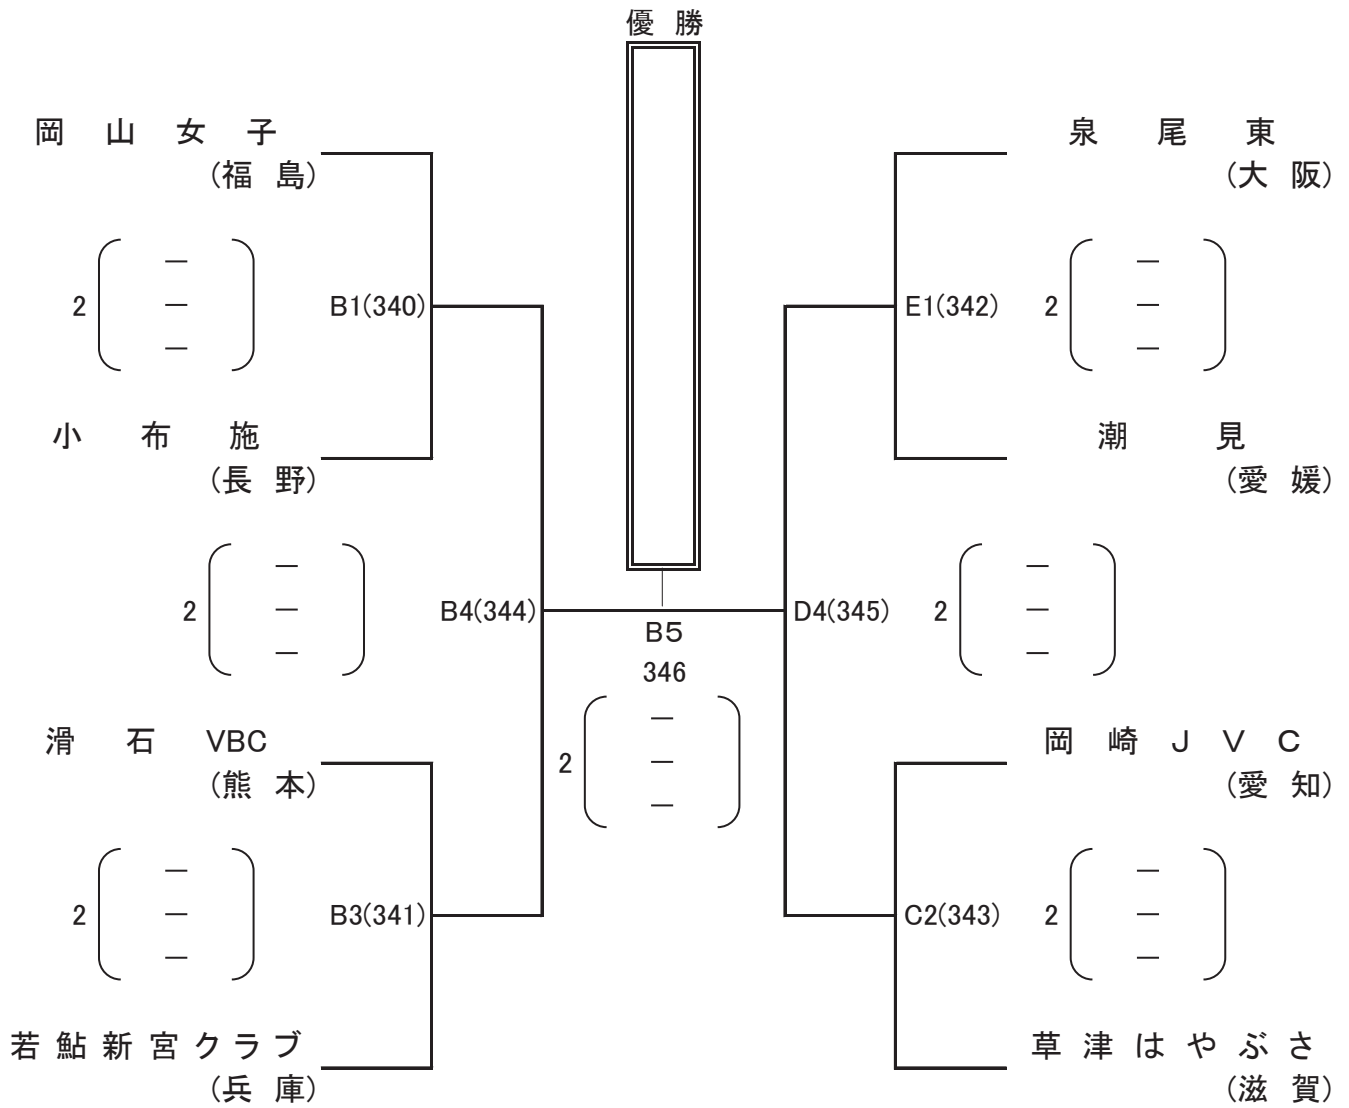 優勝
岡山女子
(福島)
2 ( ― ― ― )
B1(340)
小布施
(長野)
2 ( ― ― ― )
B4(344)
滑石VBC
(熊本)
2 ( ― ― ― )
B3(341)
若鮎新宮クラブ
(兵庫)
B5
346
2 ( ― ― ― )
泉尾東
(大阪)
E1(342)
2 ( ― ― ― )
潮見
(愛媛)
D4(345)
2 ( ― ― ― )
岡崎JVC
(愛知)
C2(343)
2 ( ― ― ― )
草津はやぶさ
(滋賀)